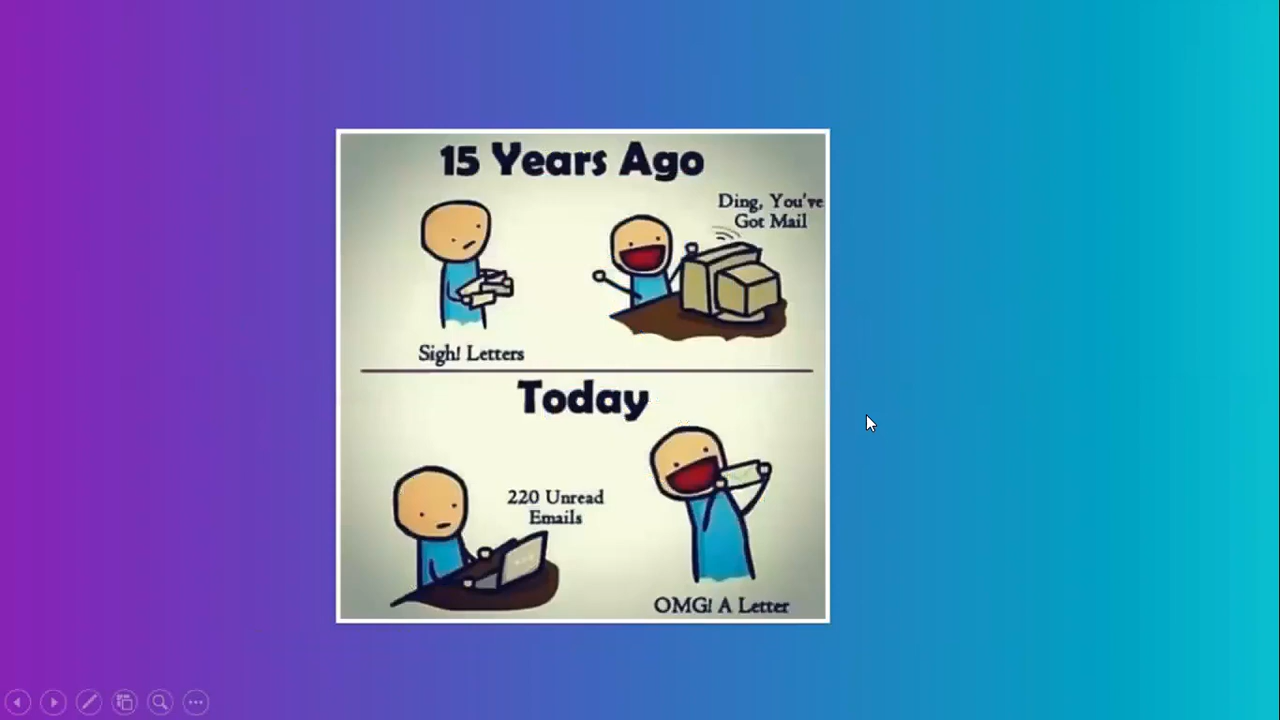 15 Years Ago
Ding, You've
Got Mail
Sigh! Letters
Today
220 Unread
Emails
OMG! A Letter